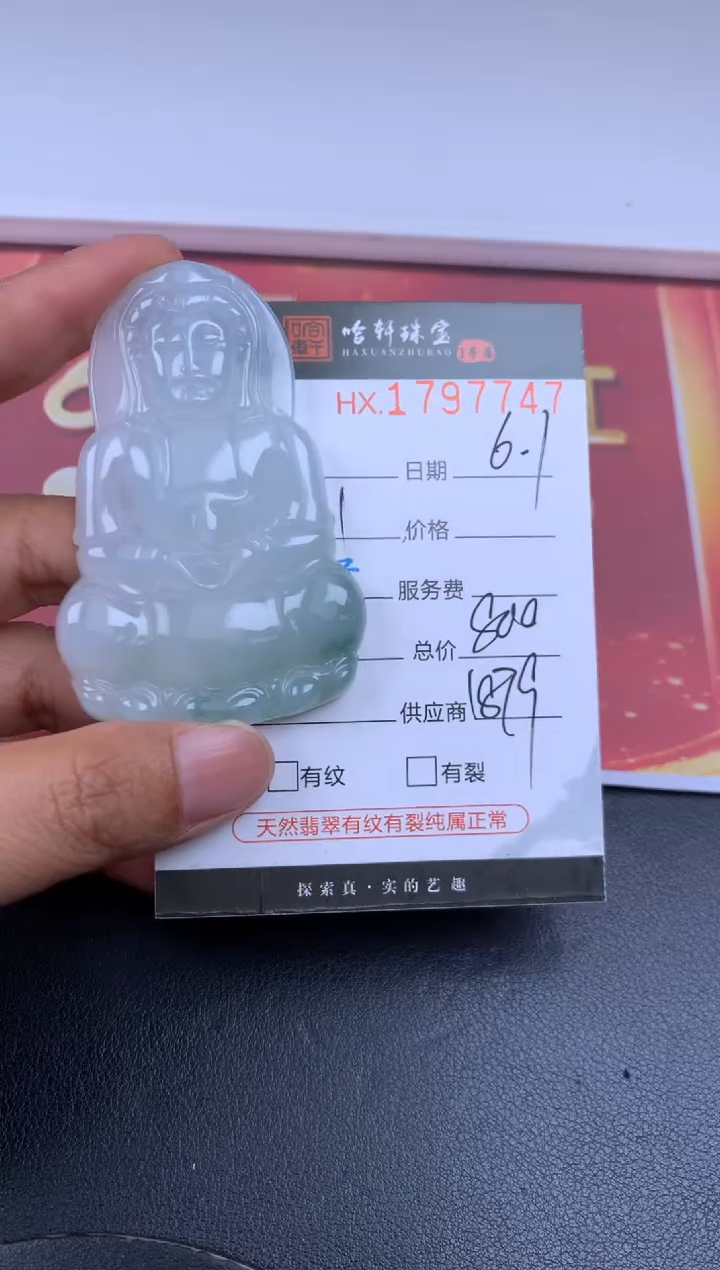 哈轩珠宝
HAXUANZHUBAO
HX.1797747
日期 6.1
价格
服务费
总价 800
供应商 1879
有纹 有裂
天然翡翠有纹有裂纯属正常
探索真·实的艺趣